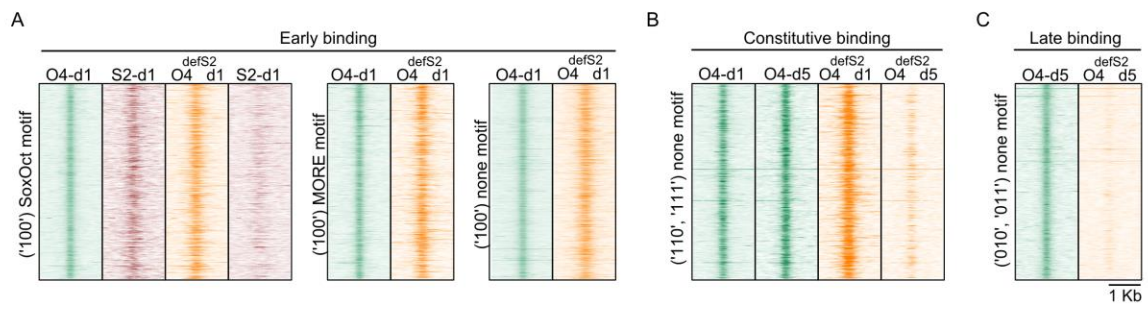 A
Early binding
defS2 defS2 defS2
O4-d1 S2-d1 O4 d1 S2-d1 O4-d1 O4 d1 O4-d1 O4 d1
('100') SoxOct motif
('100') MORE motif
('100') none motif
B
Constitutive binding
defS2 defS2
O4-d1 O4-d5 O4 d1 O4 d5
('110', '111') none motif
C
Late binding
defS2
O4-d5 O4 d5
('010', '011') none motif
1 Kb